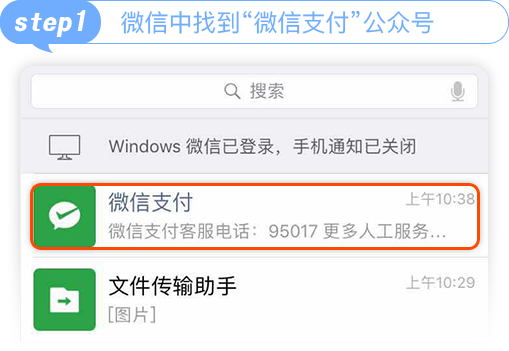 step1 微信中找到“微信支付”公众号
搜索
Windows 微信已登录，手机通知已关闭
微信支付 上午10:38
微信支付客服电话：95017 更多人工服务...
文件传输助手 上午10:29
[图片]